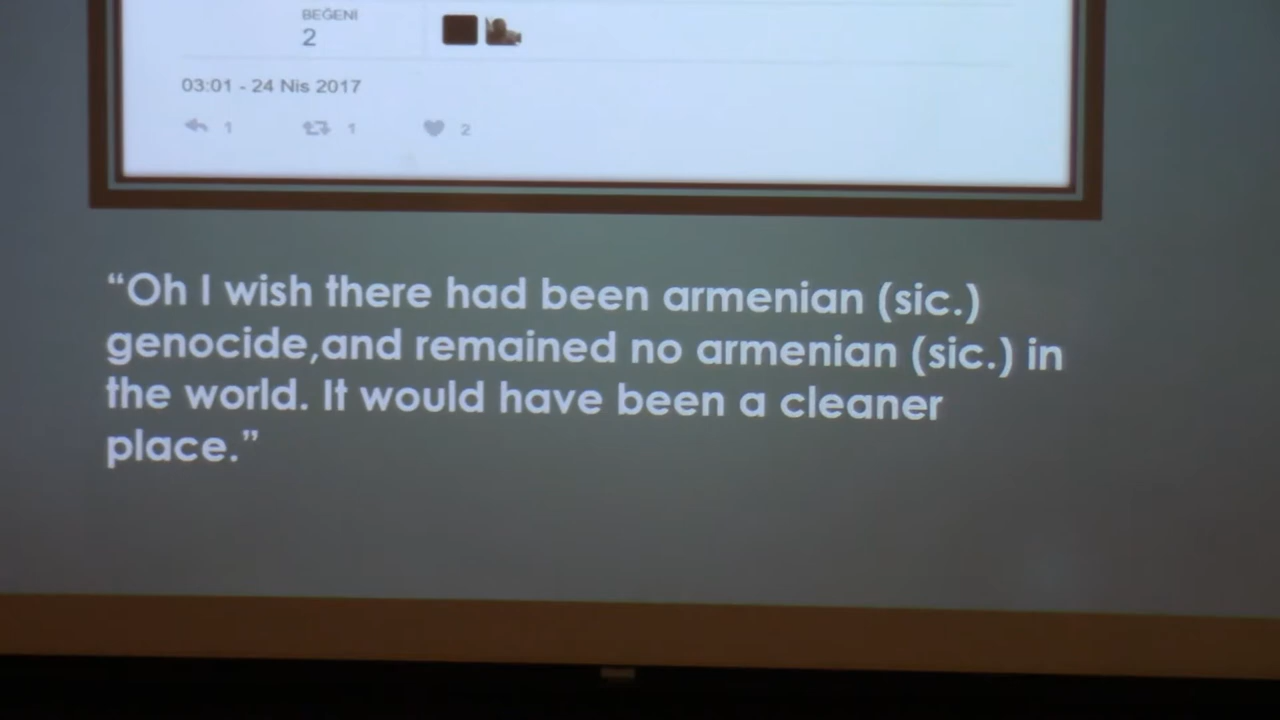 BEĞENİ
2
03:01 - 24 Nis 2017
1 1 2
“Oh I wish there had been armenian (sic.)
genocide,and remained no armenian (sic.) in
the world. It would have been a cleaner
place.”